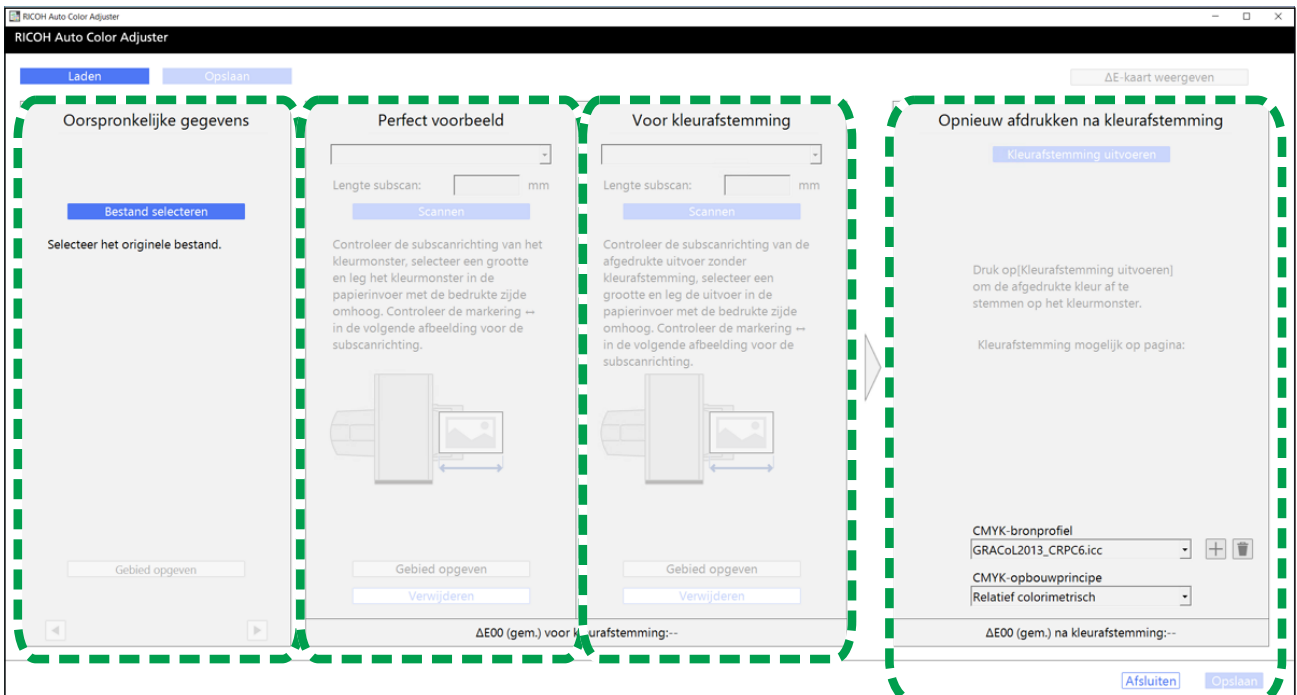 RICOH Auto Color Adjuster
RICOH Auto Color Adjuster
Laden
Opslaan
ΔE-kaart weergeven
Oorspronkelijke gegevens
Bestand selecteren
Selecteer het originele bestand.
Gebied opgeven
Perfect voorbeeld
Lengte subscan: mm
Scannen
Controleer de subscanrichting van het
kleurmonster, selecteer een grootte
en leg het kleurmonster in de
papierinvoer met de bedrukte zijde
omhoog. Controleer de markering ↔
in de volgende afbeelding voor de
subscanrichting.
Gebied opgeven
Verwijderen
Voor kleurafstemming
Lengte subscan: mm
Scannen
Controleer de subscanrichting van de
afgedrukte uitvoer zonder
kleurafstemming, selecteer een
grootte en leg de uitvoer in de
papierinvoer met de bedrukte zijde
omhoog. Controleer de markering ↔
in de volgende afbeelding voor de
subscanrichting.
Gebied opgeven
Verwijderen
ΔE00 (gem.) voor kleurafstemming:--
Opnieuw afdrukken na kleurafstemming
Kleurafstemming uitvoeren
Druk op[Kleurafstemming uitvoeren]
om de afgedrukte kleur af te
stemmen op het kleurmonster.
Kleurafstemming mogelijk op pagina:
CMYK-bronprofiel
GRACoL2013_CRPC6.icc
CMYK-opbouwprincipe
Relatief colorimetrisch
ΔE00 (gem.) na kleurafstemming:--
Afsluiten
Opslaan